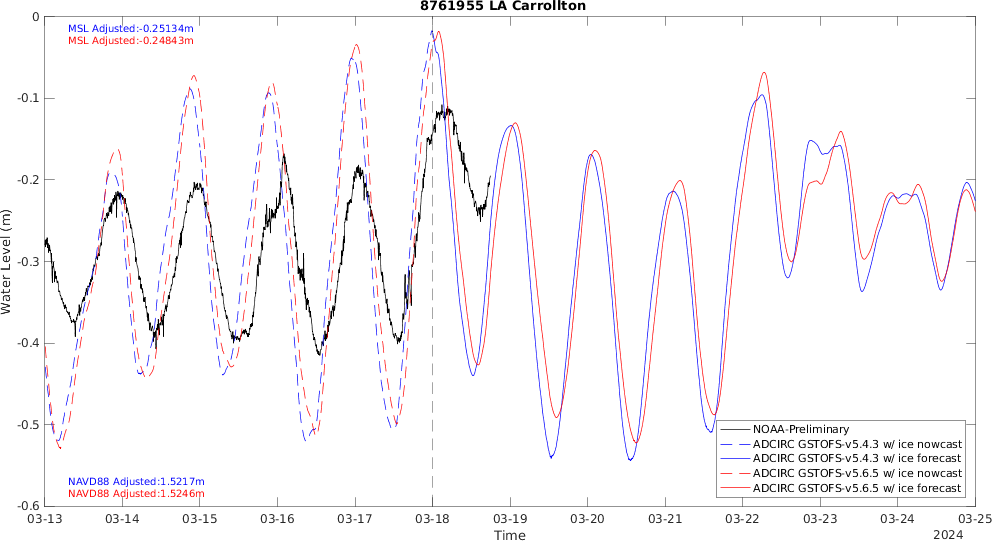 8761955 LA Carrollton
MSL Adjusted:-0.25134m
MSL Adjusted:-0.24843m
0
-0.1
-0.2
-0.3
-0.4
-0.5
-0.6
Water Level (m)
NAVD88 Adjusted:1.5217m
NAVD88 Adjusted:1.5246m
NOAA-Preliminary
ADCIRC GSTOFS-v5.4.3 w/ ice nowcast
ADCIRC GSTOFS-v5.4.3 w/ ice forecast
ADCIRC GSTOFS-v5.6.5 w/ ice nowcast
ADCIRC GSTOFS-v5.6.5 w/ ice forecast
03-13 03-14 03-15 03-16 03-17 03-18 03-19 03-20 03-21 03-22 03-23 03-24 03-25
Time
2024